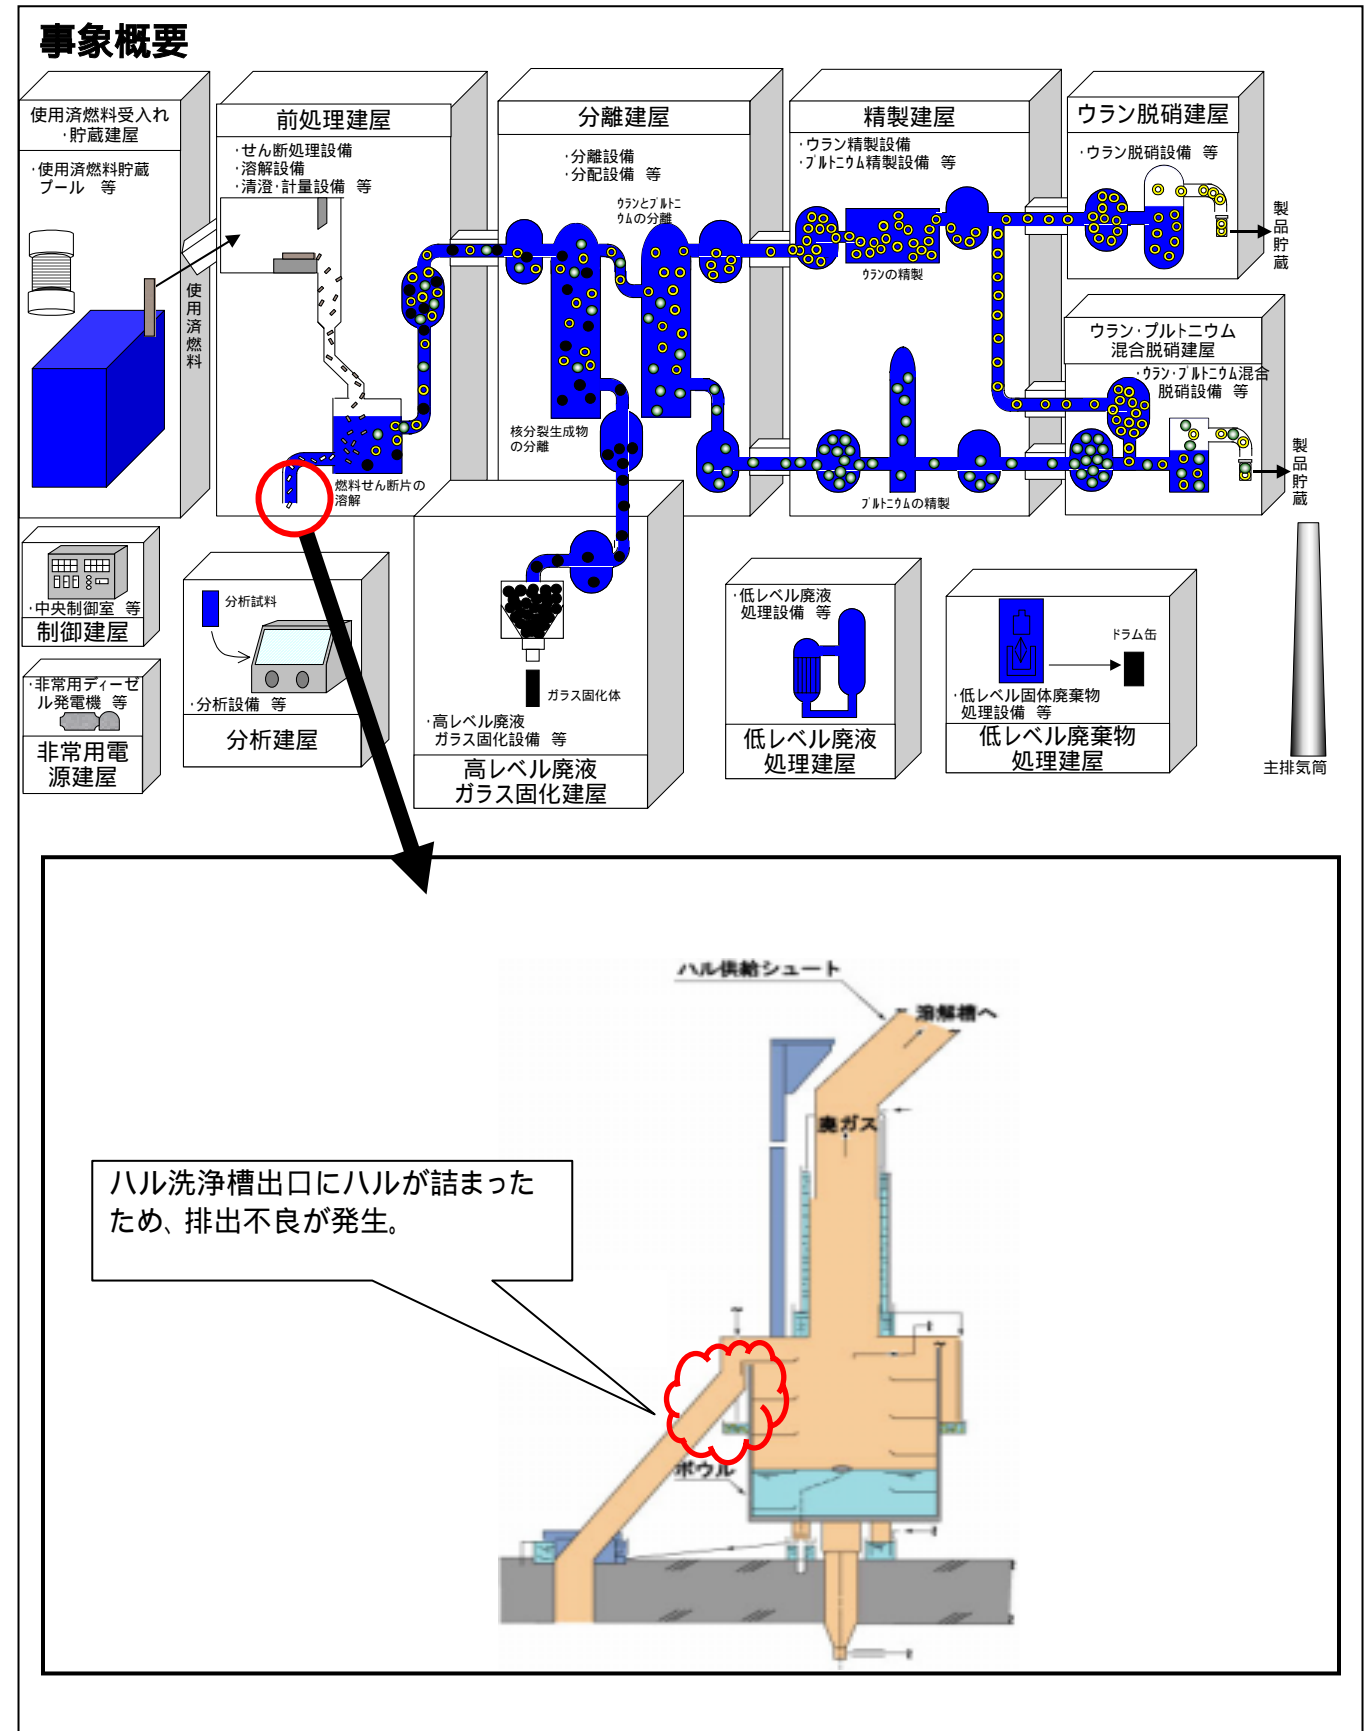 事象概要
使用済燃料受入れ
・貯蔵建屋
・使用済燃料貯蔵
プール 等
使用済燃料
前処理建屋
・せん断処理設備
・溶解設備
・清澄・計量設備 等
燃料せん断片の
溶解
分離建屋
・分離設備
・分配設備 等
ウランとプルトニ
ウムの分離
核分裂生成物
の分離
精製建屋
・ウラン精製設備
・プルトニウム精製設備 等
ウランの精製
プルトニウムの精製
ウラン脱硝建屋
・ウラン脱硝設備 等
製品貯蔵
ウラン・プルトニウム
混合脱硝建屋
・ウラン・プルトニウム混合
脱硝設備 等
製品貯蔵
・中央制御室 等
制御建屋
・非常用ディーゼ
ル発電機 等
非常用電
源建屋
分析試料
・分析設備 等
分析建屋
ガラス固化体
・高レベル廃液
ガラス固化設備 等
高レベル廃液
ガラス固化建屋
・低レベル廃液
処理設備 等
低レベル廃液
処理建屋
ドラム缶
・低レベル固体廃棄物
処理設備 等
低レベル廃棄物
処理建屋
主排気筒
ハル供給シュート
溶解槽へ
廃ガス
ハル洗浄槽出口にハルが詰まった
ため、排出不良が発生。
ボウル